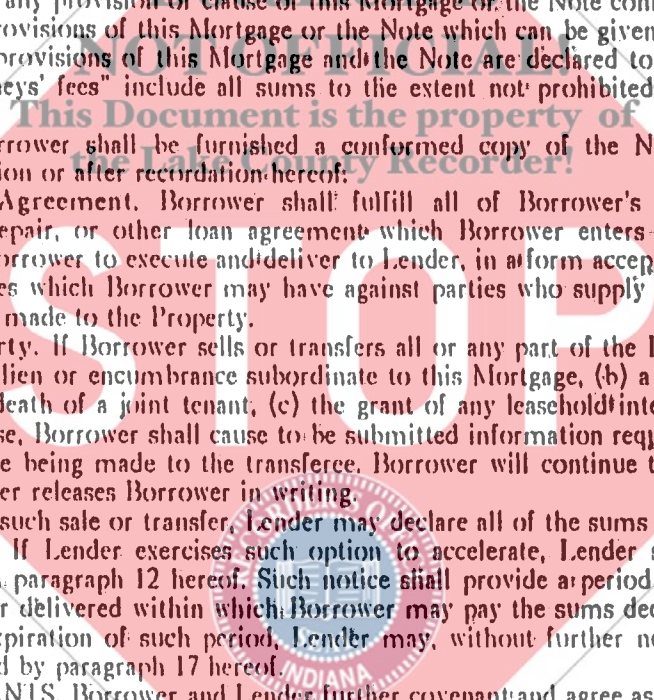 any provision or clause of this Mortgage or the Note con
rovisions of this Mortgage or the Note which can be given
provisions of this Mortgage and the Note are declared to
NOT OFFICIAL!
eys' fees" include all sums to the extent not prohibited
This Document is the property of
rrower shall be furnished a conformed copy of the N
the Lake County Recorder!
ion or after recordation hereof.
Agreement. Borrower shall fulfill all of Borrower's
epair, or other loan agreement which Borrower enters
orrower to execute and deliver to Lender, in a form accep
es which Borrower may have against parties who supply
made to the Property.
STOP
rty. If Borrower sells or transfers all or any part of the
lien or encumbrance subordinate to this Mortgage, (b) a
death of a joint tenant, (c) the grant of any leasehold inte
se, Borrower shall cause to be submitted information requ
e being made to the transferee. Borrower will continue t
er releases Borrower in writing.
such sale or transfer, Lender may declare all of the sums
If Lender exercises such option to accelerate, Lender s
paragraph 12 hereof. Such notice shall provide a period
r delivered within which Borrower may pay the sums dec
xpiration of such period, Lender may, without further n
d by paragraph 17 hereof.
INDIANA
NTS. Borrower and Lender further covenant and agree as